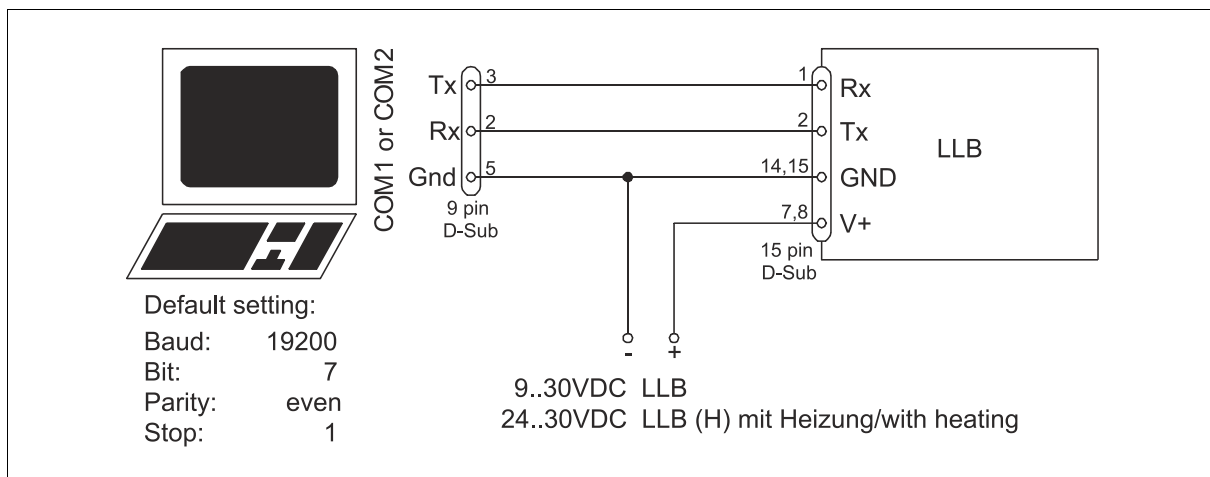 COM1 or COM2
Tx 3
Rx 2
Gnd 5
9 pin
D-Sub
1 Rx
2 Tx
14,15 GND
7,8 V+
15 pin
D-Sub
LLB
Default setting:
Baud: 19200
Bit: 7
Parity: even
Stop: 1
- +
9..30VDC LLB
24..30VDC LLB (H) mit Heizung/with heating